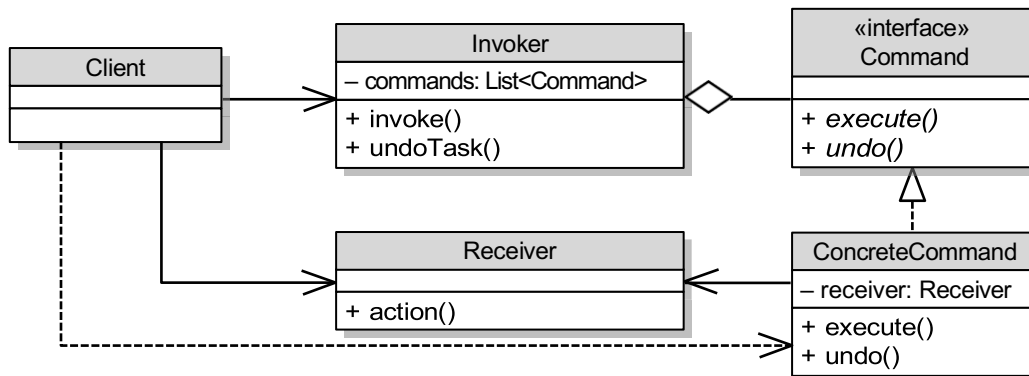 Client
Invoker
– commands: List<Command>
+ invoke()
+ undoTask()
«interface»
Command
+ execute()
+ undo()
Receiver
+ action()
ConcreteCommand
– receiver: Receiver
+ execute()
+ undo()